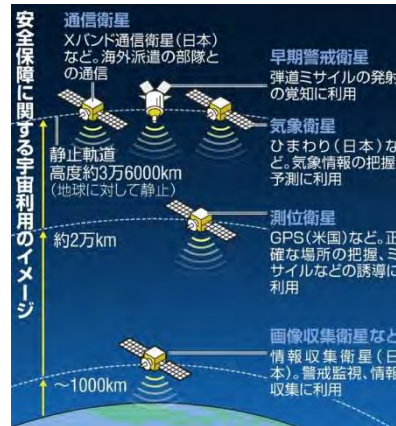 安全保障に関する宇宙利用のイメージ
通信衛星
Xバンド通信衛星(日本)
など。海外派遣の部隊と
の通信
早期警戒衛星
弾道ミサイルの発射
の覚知に利用
気象衛星
ひまわり(日本)な
ど。気象情報の把握
予測に利用
静止軌道
高度約3万6000km
(地球に対して静止)
測位衛星
GPS(米国)など。正
確な場所の把握、ミ
サイルなどの誘導に
利用
約2万km
画像収集衛星など
情報収集衛星(日
本)。警戒監視、情報
収集に利用
〜1000km